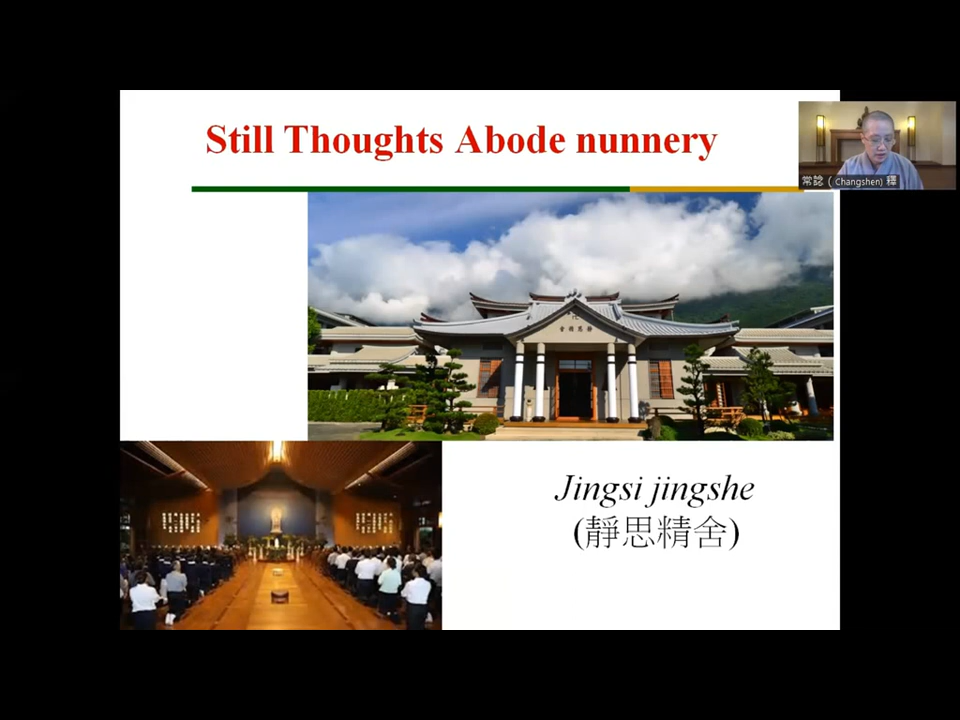 Still Thoughts Abode nunnery
常諗 ( Changshen) 釋
Jingsi jingshe
(靜思精舍)